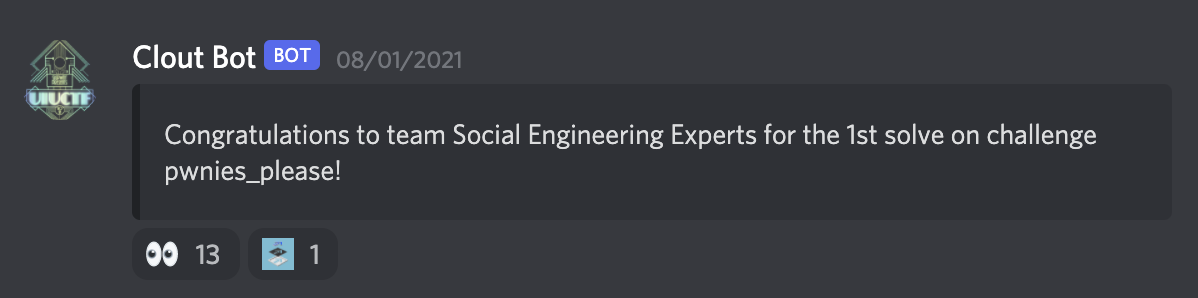 Clout Bot BOT 08/01/2021
UIUCTF
Congratulations to team Social Engineering Experts for the 1st solve on challenge
pwnies_please!
13 1